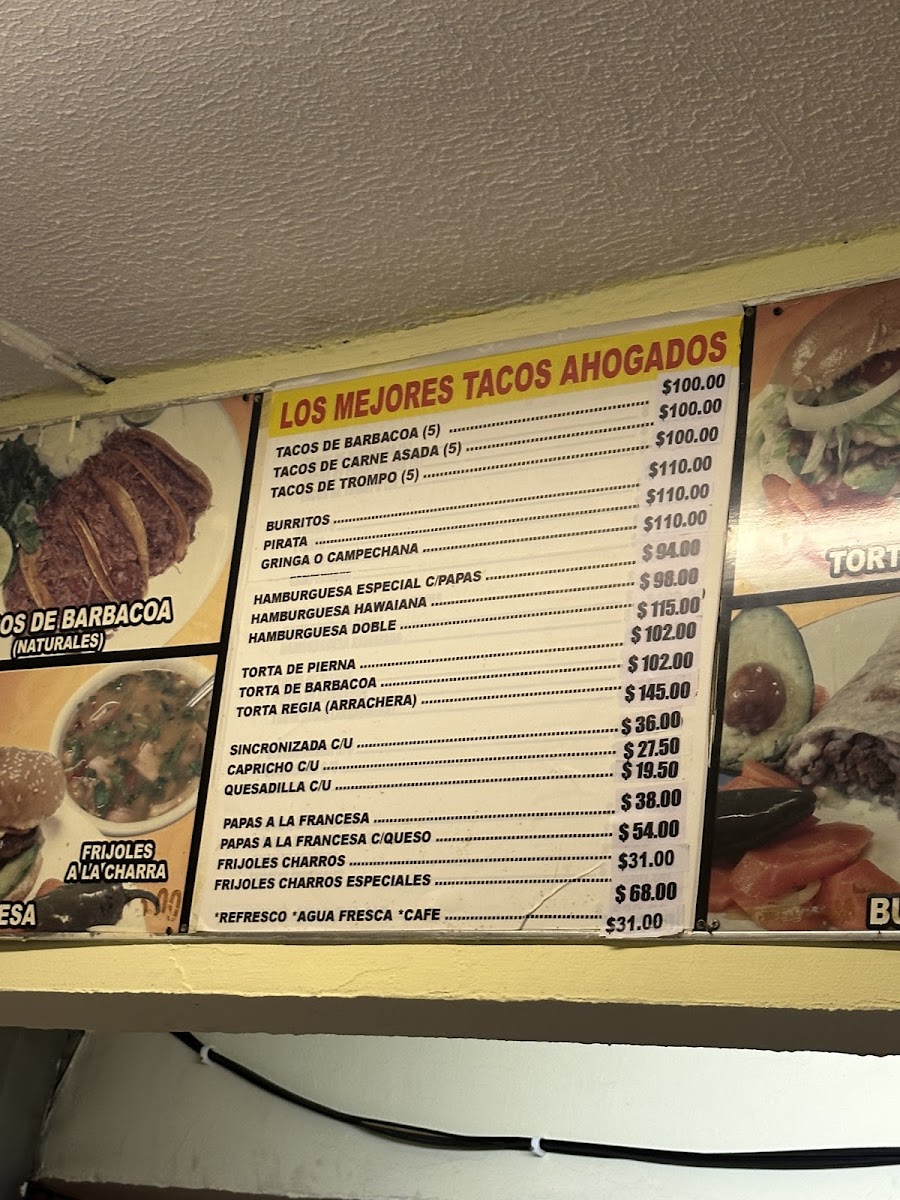 LOS MEJORES TACOS AHOGADOS
TACOS DE BARBACOA (5) $100.00
TACOS DE CARNE ASADA (5) $100.00
TACOS DE TROMPO (5) $100.00
BURRITOS $110.00
PIRATA $110.00
GRINGA O CAMPECHANA $110.00
HAMBURGUESA ESPECIAL C/PAPAS $94.00
HAMBURGUESA HAWAIANA $98.00
HAMBURGUESA DOBLE $115.00
TORTA DE PIERNA $102.00
TORTA DE BARBACOA $102.00
TORTA REGIA (ARRACHERA) $145.00
SINCRONIZADA C/U $36.00
CAPRICHO C/U $27.50
QUESADILLA C/U $19.50
PAPAS A LA FRANCESA $38.00
PAPAS A LA FRANCESA C/QUESO $54.00
FRIJOLES CHARROS $31.00
FRIJOLES CHARROS ESPECIALES $68.00
*REFRESCO *AGUA FRESCA *CAFE $31.00
OS DE BARBACOA
(NATURALES)
FRIJOLES
A LA CHARRA
ESA
TORT
BU